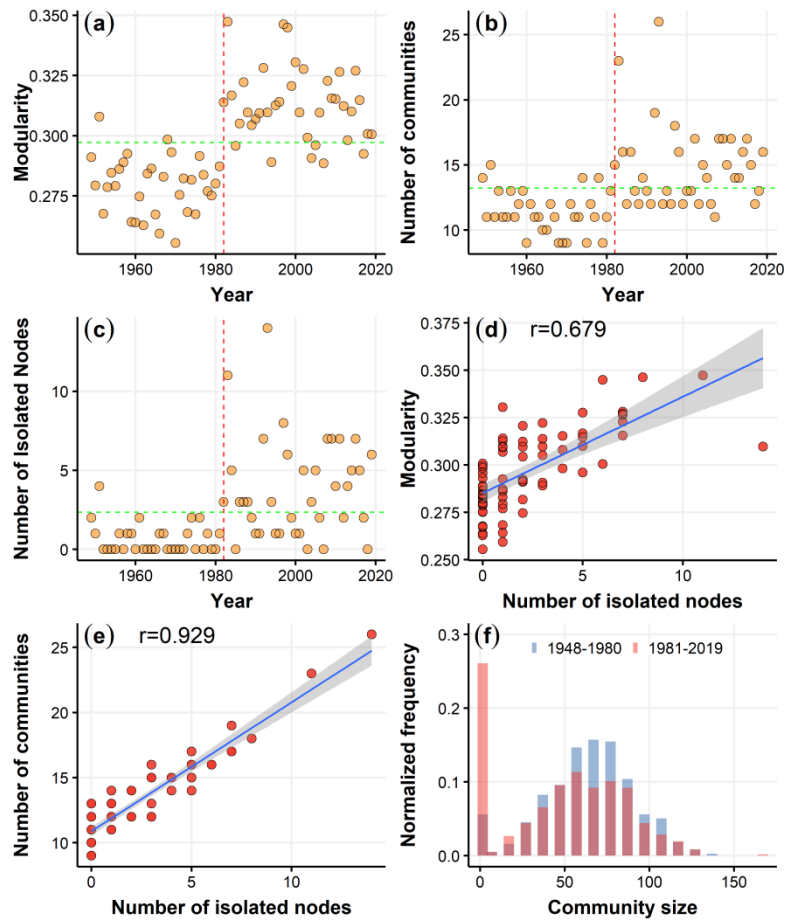 (a)
Modularity
0.350
0.325
0.300
0.275
1960
1980
2000
2020
Year
(b)
Number of communities
25
20
15
10
1960
1980
2000
2020
Year
(c)
Number of Isolated Nodes
10
5
0
1960
1980
2000
2020
Year
(d)
r=0.679
Modularity
0.375
0.350
0.325
0.300
0.275
0.250
0
5
10
Number of isolated nodes
(e)
r=0.929
Number of communities
25
20
15
10
0
5
10
Number of isolated nodes
(f)
1948-1980
1981-2019
Normalized frequency
0.3
0.2
0.1
0.0
0
50
100
150
Community size